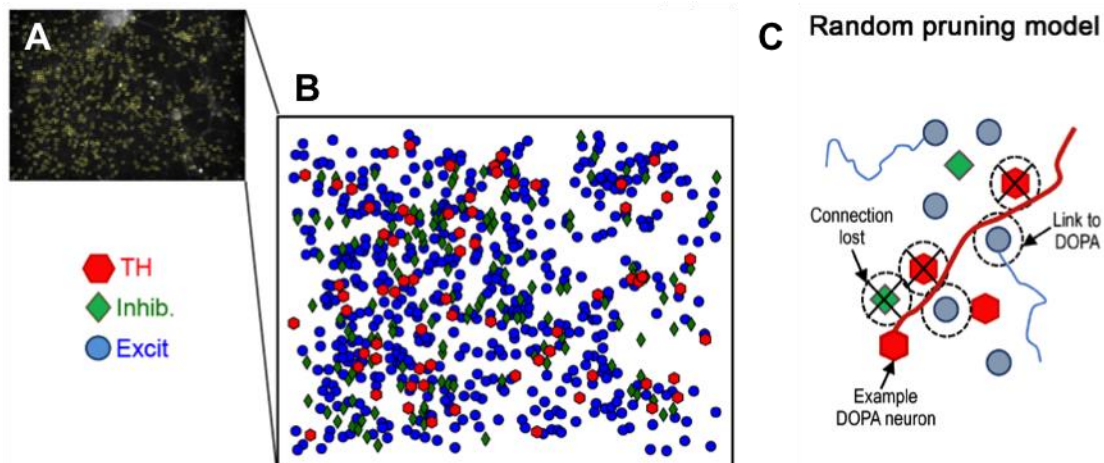 A
B
TH
Inhib.
Excit
C
Random pruning model
Connection
lost
Link to
DOPA
Example
DOPA neuron